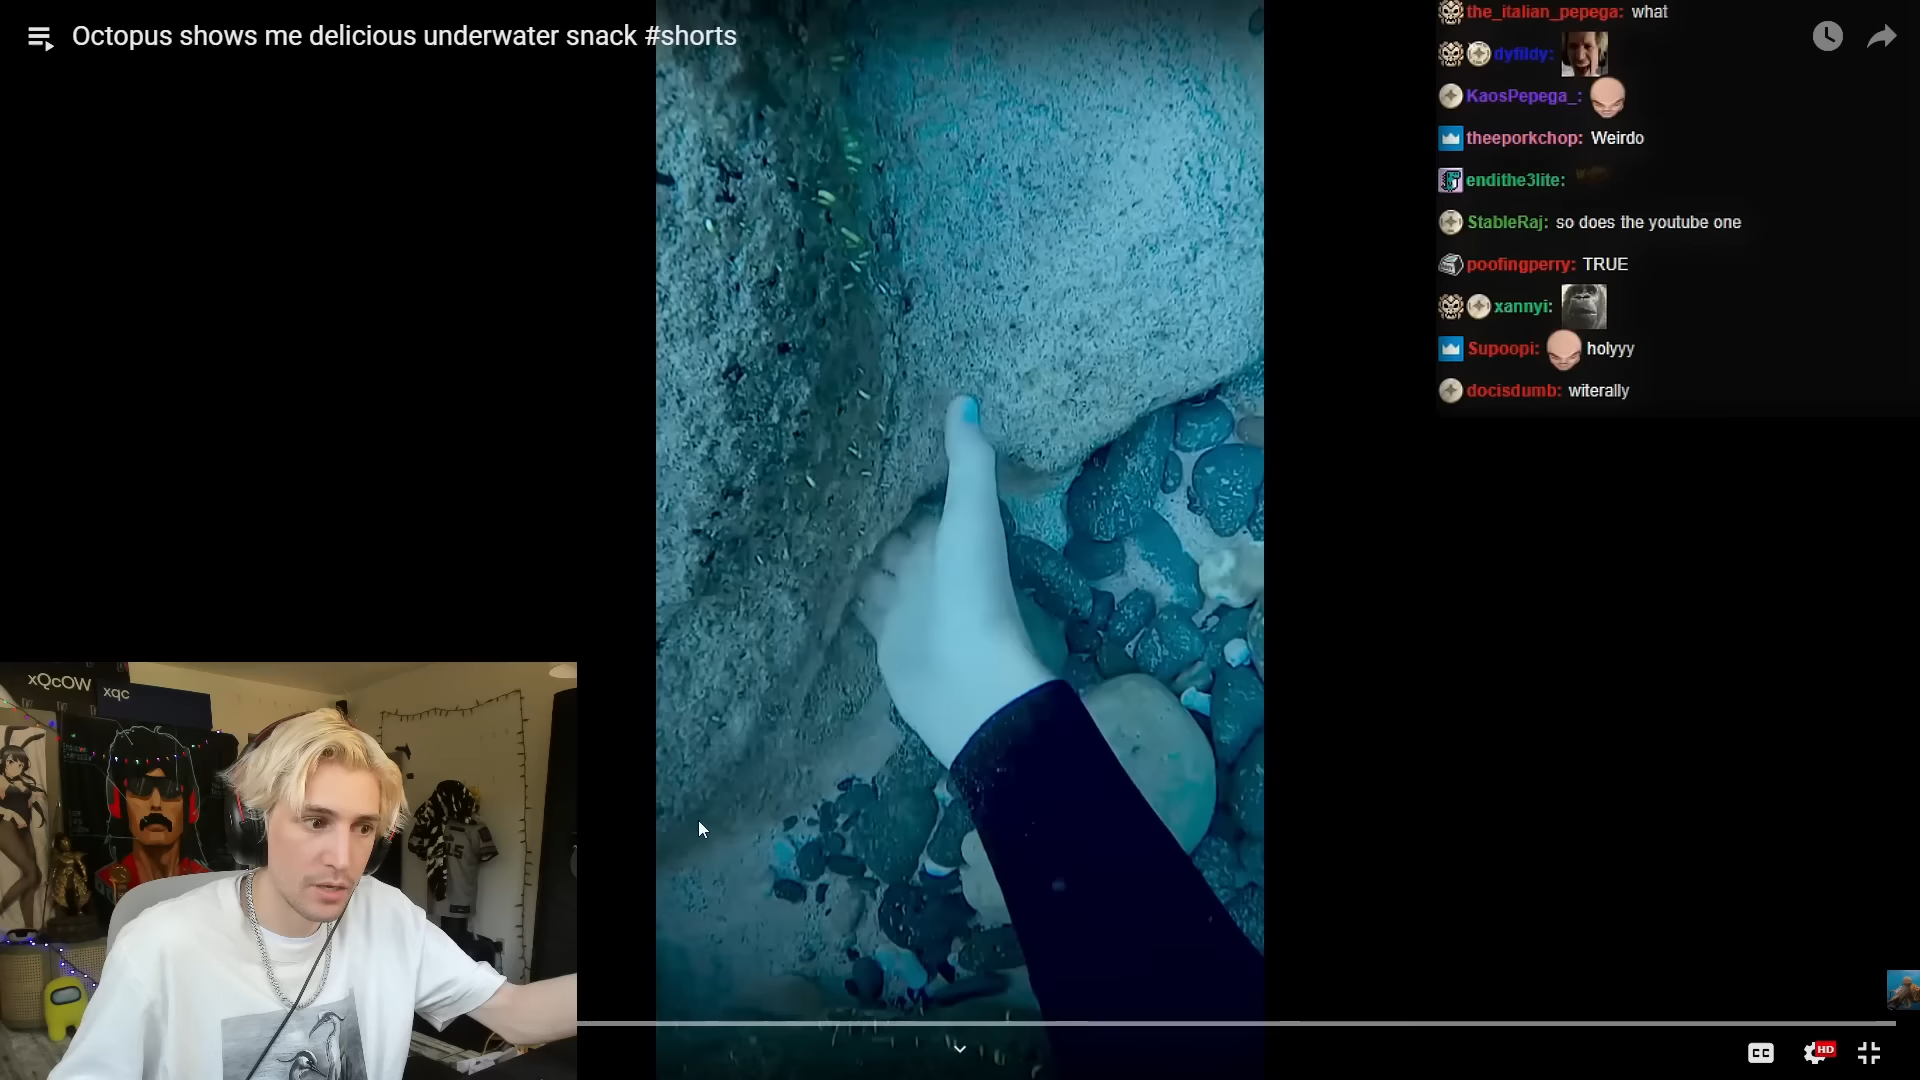 Octopus shows me delicious underwater snack #shorts
the_italian_pepega: what
dyfildy:
KaosPepega_:
theeporkchop: Weirdo
endithe3lite:
StableRaj: so does the youtube one
poofingperry: TRUE
xannyi:
Supoopi: holyyy
docisdumb: witerally
xQcOW
xqc
CC
HD